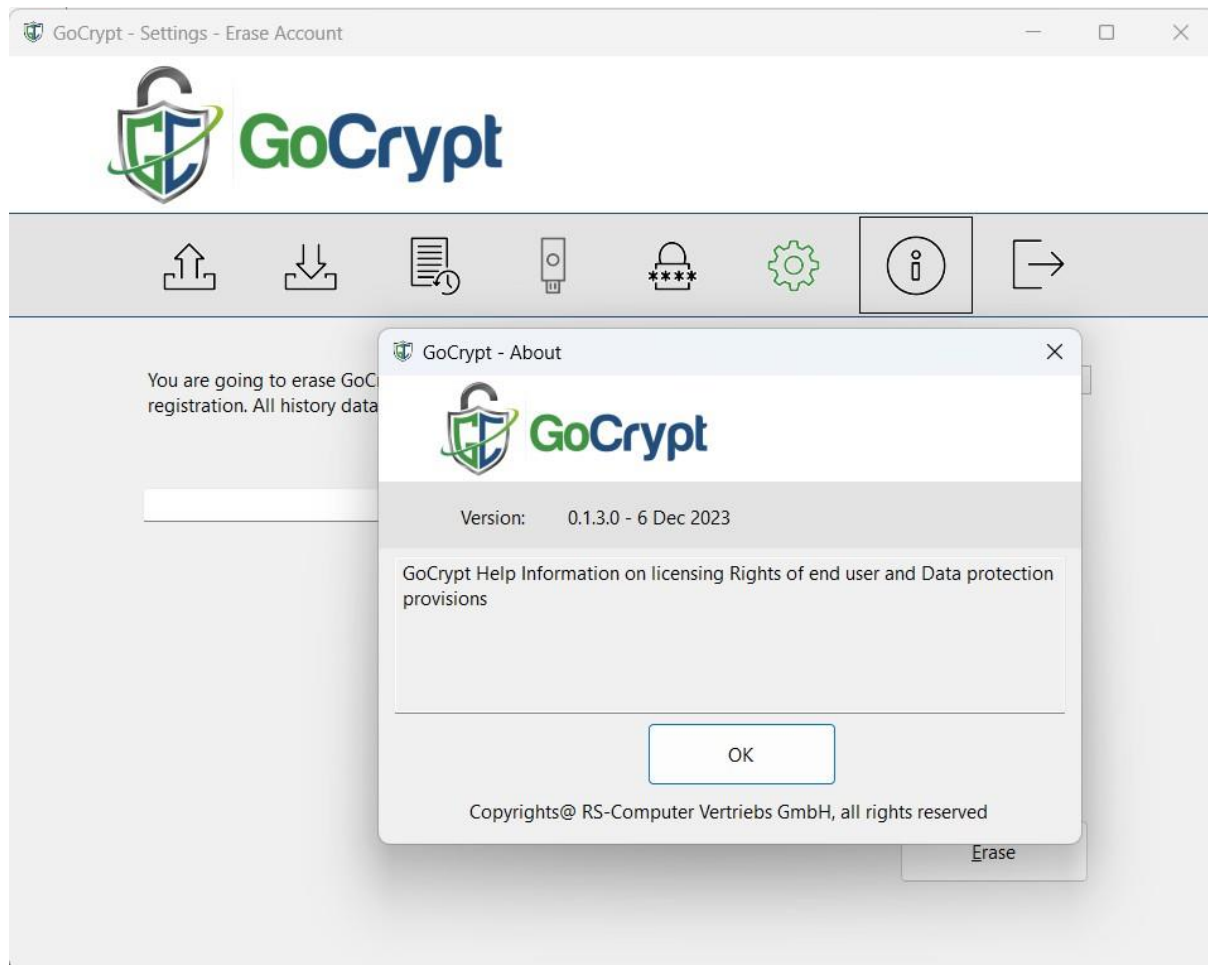 GoCrypt - Settings - Erase Account
GC GoCrypt
****
GoCrypt - About
You are going to erase GoC
registration. All history data
GC GoCrypt
Version: 0.1.3.0 - 6 Dec 2023
GoCrypt Help Information on licensing Rights of end user and Data protection
provisions
OK
Copyrights@ RS-Computer Vertriebs GmbH, all rights reserved
Erase